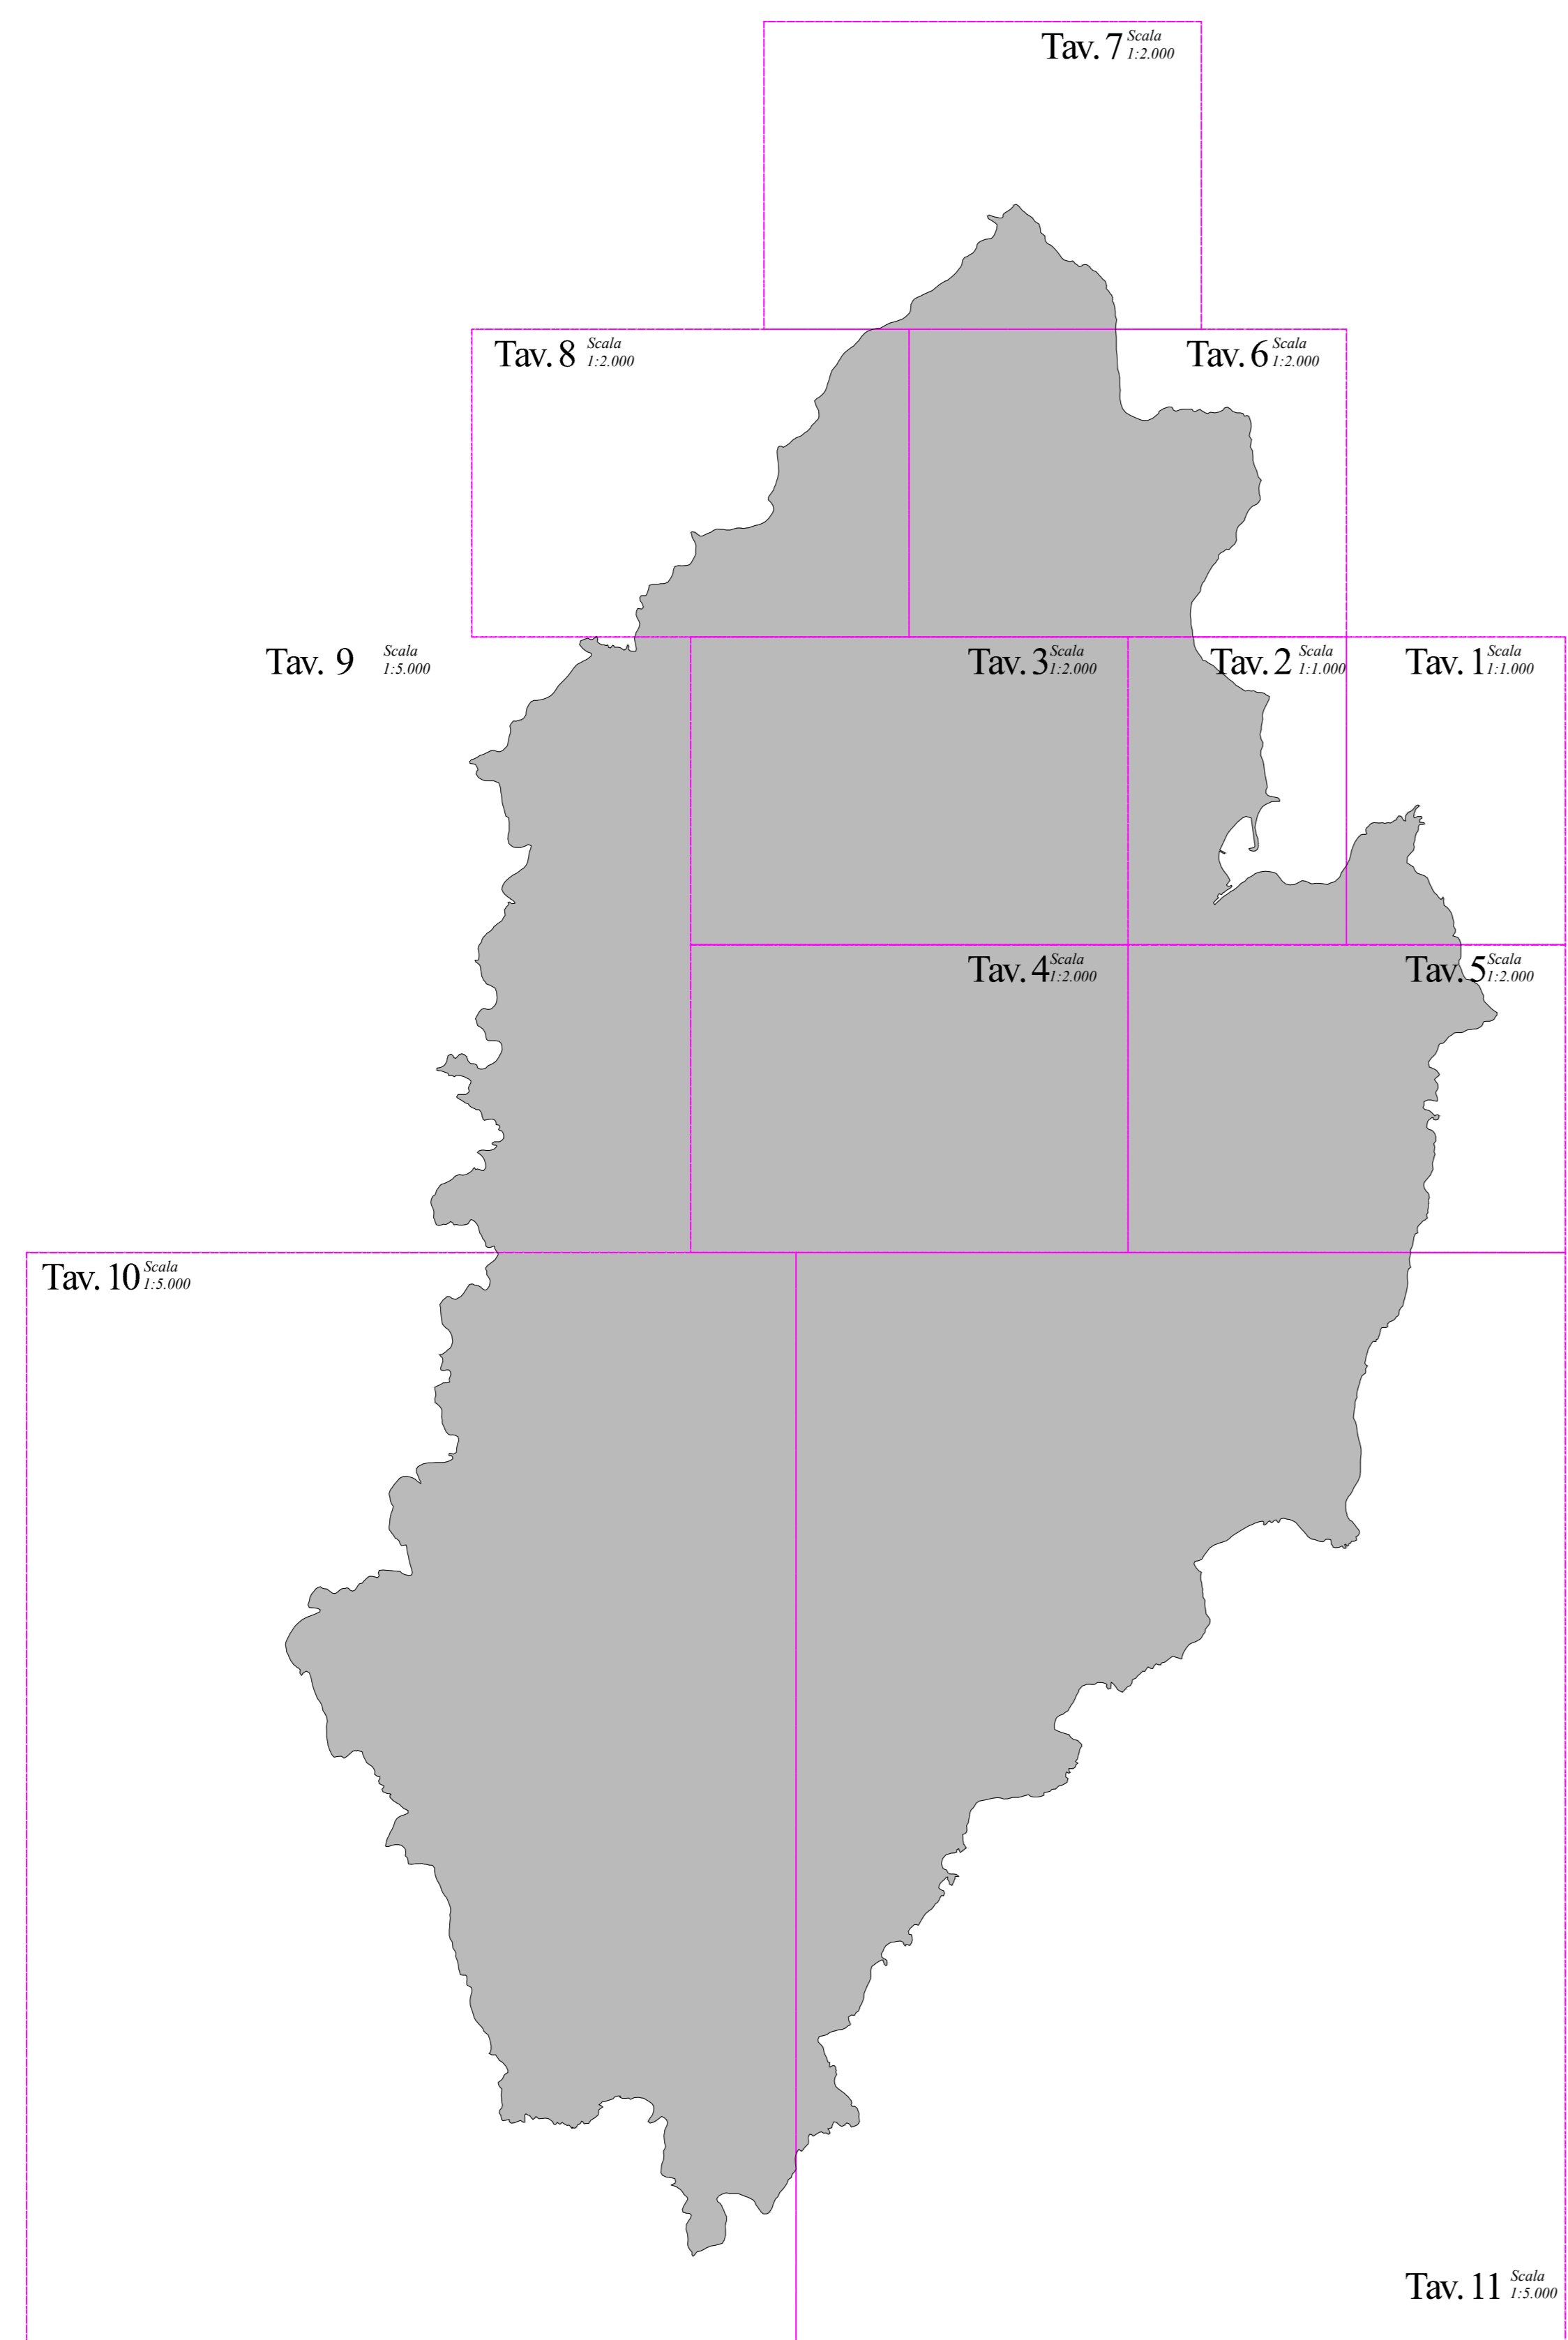 Tav. 7 Scala
1:2.000
Tav. 8 Scala
1:2.000
Tav. 6 Scala
1:2.000
Tav. 9 Scala
1:5.000
Tav. 3 Scala
1:2.000
Tav. 2 Scala
1:1.000
Tav. 1 Scala
1:1.000
Tav. 4 Scala
1:2.000
Tav. 5 Scala
1:2.000
Tav. 10 Scala
1:5.000
Tav. 11 Scala
1:5.000